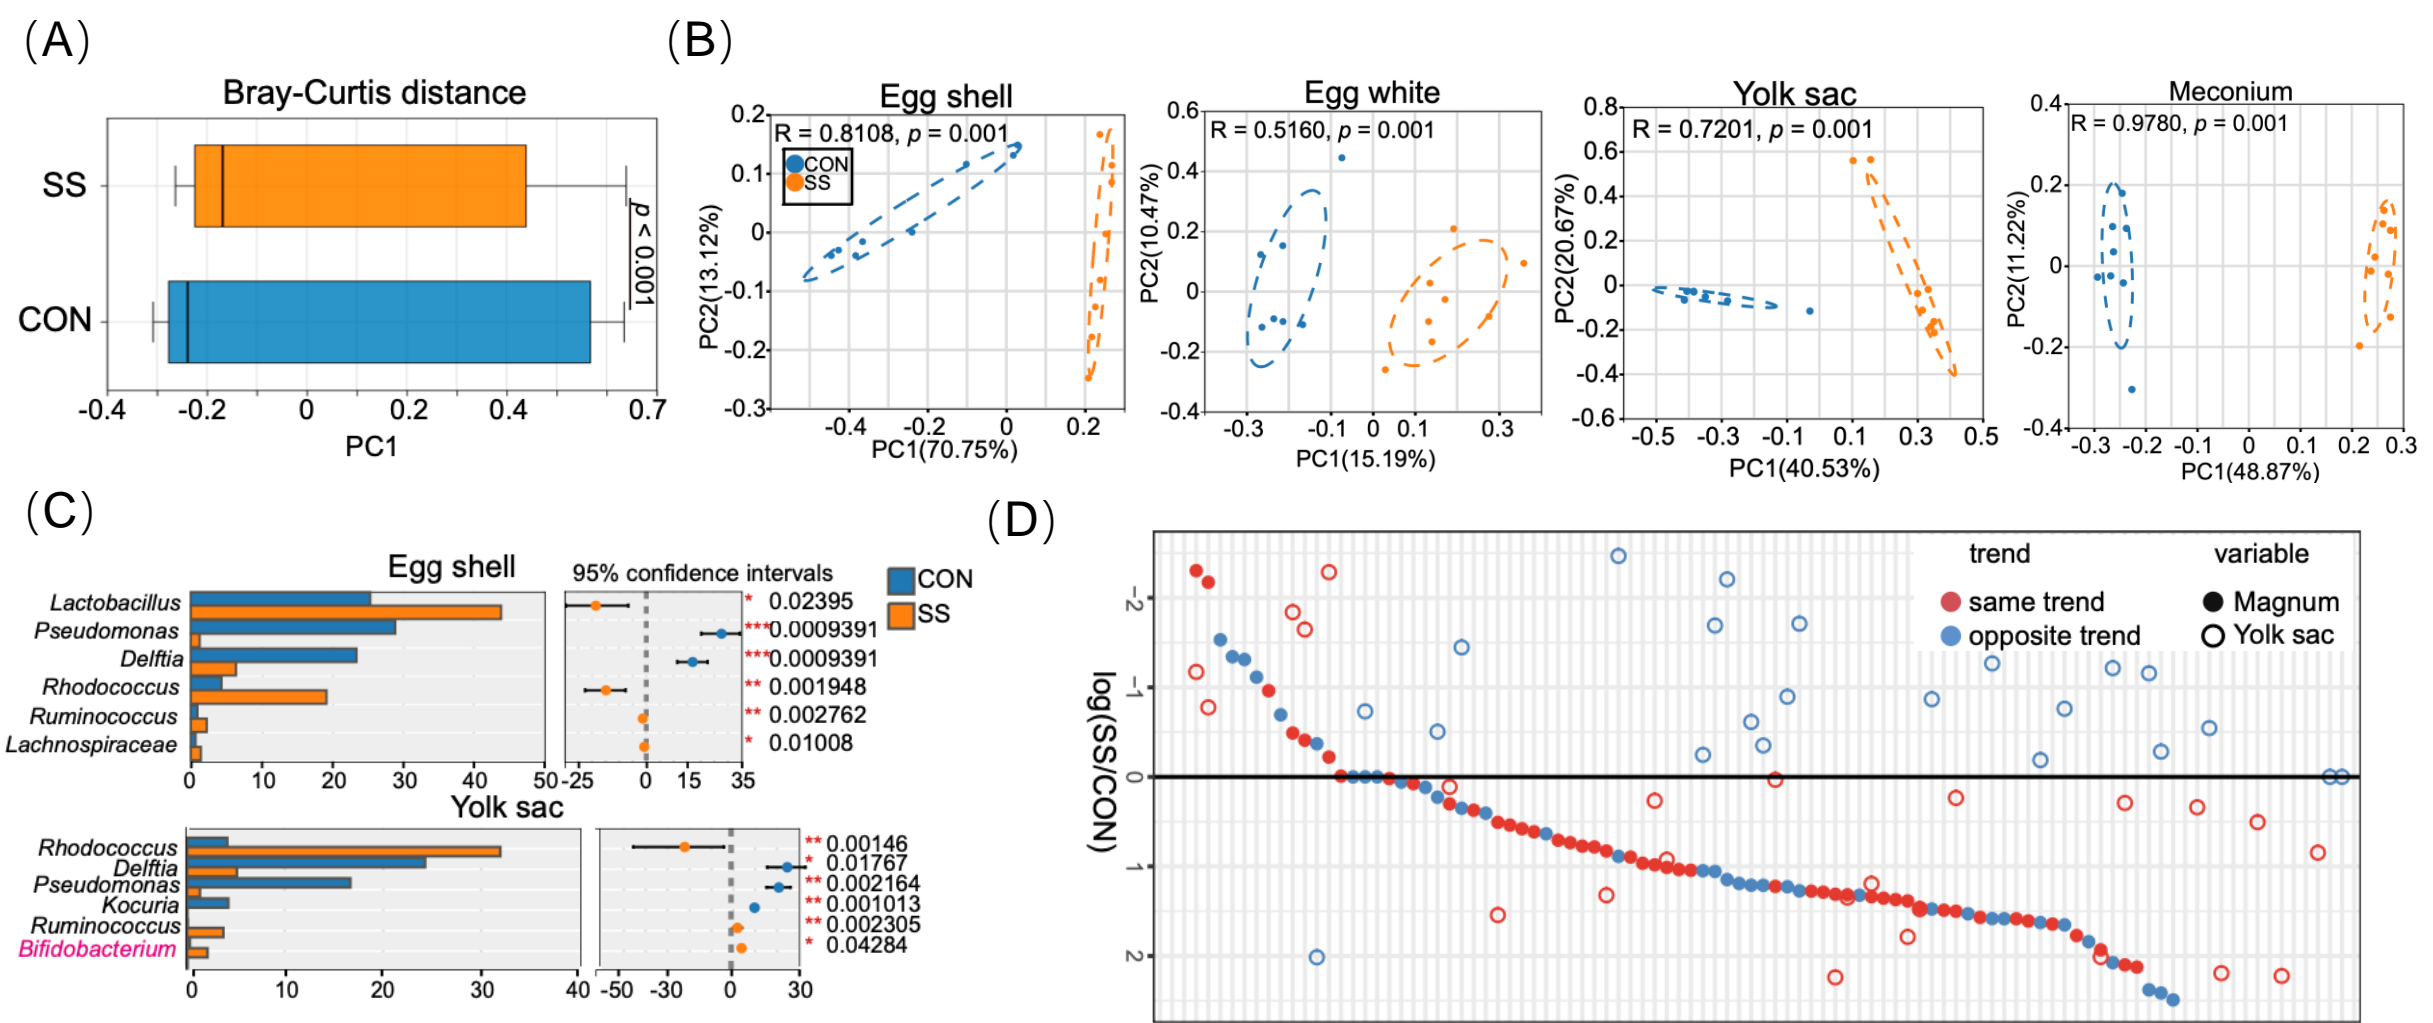 (A)
Bray-Curtis distance
SS
CON
p < 0.001
-0.4 -0.2 0 0.2 0.4 0.7
PC1
(B)
Egg shell
R = 0.8108, p = 0.001
CON
SS
PC2(13.12%)
0.2
0.1
0
-0.1
-0.2
-0.3
-0.4 -0.2 0 0.2
PC1(70.75%)
Egg white
R = 0.5160, p = 0.001
PC2(10.47%)
0.6
0.4
0.2
0
-0.2
-0.4
-0.3 -0.1 0 0.1 0.3
PC1(15.19%)
Yolk sac
R = 0.7201, p = 0.001
PC2(20.67%)
0.8
0.6
0.4
0.2
0
-0.2
-0.4
-0.6
-0.5 -0.3 -0.1 0.1 0.3 0.5
PC1(40.53%)
Meconium
R = 0.9780, p = 0.001
PC2(11.22%)
0.4
0.2
0
-0.2
-0.4
-0.3 -0.2 -0.1 0 0.1 0.2 0.3
PC1(48.87%)
(C)
Egg shell
95% confidence intervals
CON
SS
Lactobacillus * 0.02395
Pseudomonas *** 0.0009391
Delftia *** 0.0009391
Rhodococcus ** 0.001948
Ruminococcus ** 0.002762
Lachnospiraceae * 0.01008
0 10 20 30 40 50 -25 0 15 35
Yolk sac
Rhodococcus ** 0.00146
Delftia * 0.01767
Pseudomonas ** 0.002164
Kocuria ** 0.001013
Ruminococcus ** 0.002305
Bifidobacterium * 0.04284
0 10 20 30 40 -50 -30 0 30
(D)
log(SS/CON)
-2
-1
0
1
2
trend variable
same trend Magnum
opposite trend Yolk sac